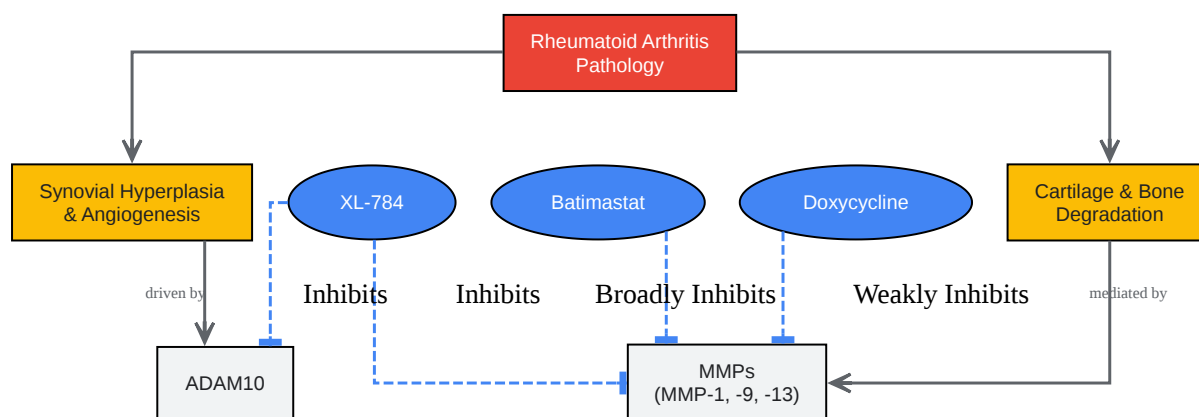 Rheumatoid Arthritis
Pathology
Synovial Hyperplasia
& Angiogenesis
XL-784
Batimastat
Doxycycline
Cartilage & Bone
Degradation
driven by
Inhibits
Inhibits
Broadly Inhibits
Weakly Inhibits
mediated by
ADAM10
MMPs
(MMP-1, -9, -13)